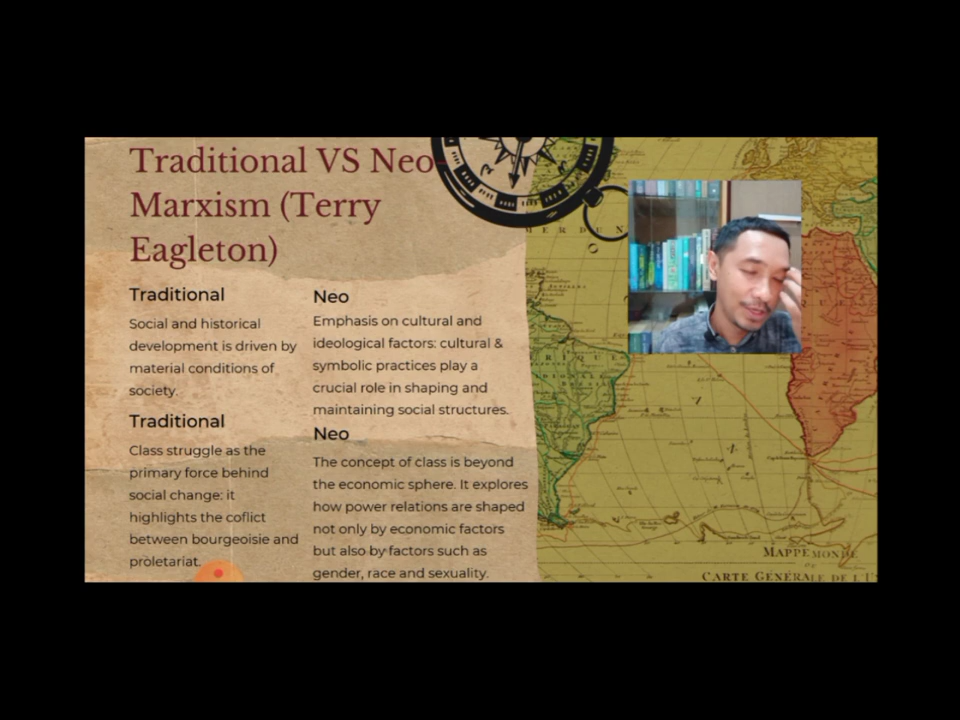 Traditional VS Neo-
Marxism (Terry
Eagleton)
Traditional
Social and historical
development is driven by
material conditions of
society.
Traditional
Class struggle as the
primary force behind
social change: it
highlights the coflict
between bourgeoisie and
proletariat.
Neo
Emphasis on cultural and
ideological factors: cultural &
symbolic practices play a
crucial role in shaping and
maintaining social structures.
Neo
The concept of class is beyond
the economic sphere. It explores
how power relations are shaped
not only by economic factors
but also by factors such as
gender, race and sexuality.
MERDUN
MAPPEMONDE
CARTE GÉNÉRALE DE L'U